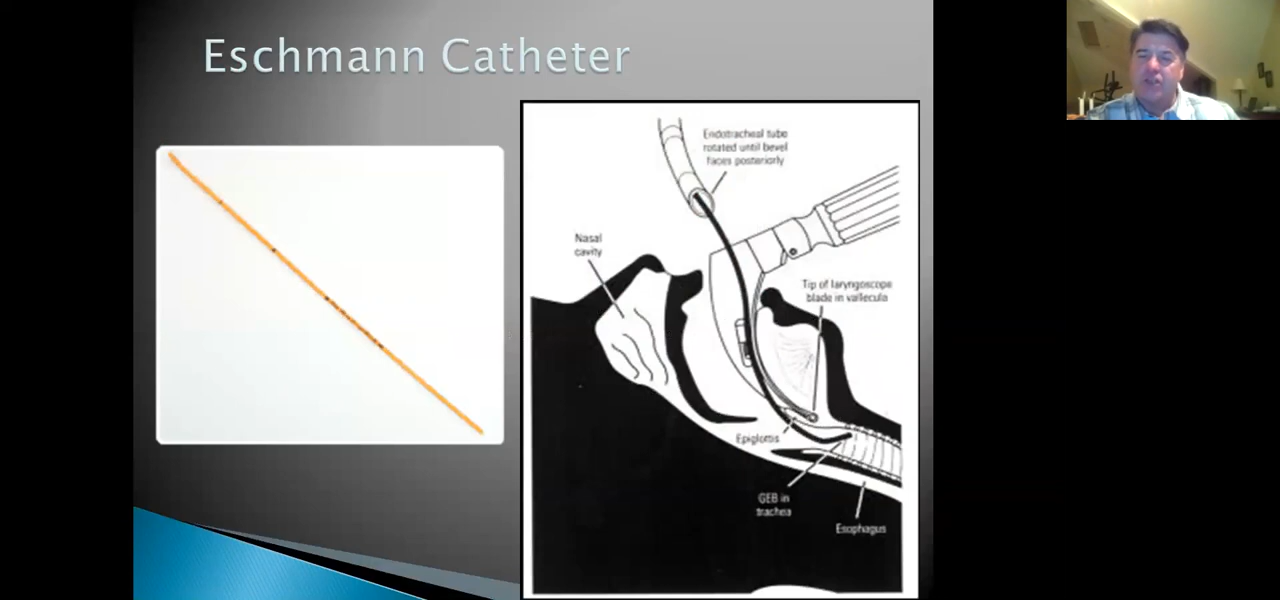 Eschmann Catheter
Endotracheal tube
rotated until bevel
faces posteriorly
Nasal
cavity
Tip of laryngoscope
blade in vallecula
Epiglottis
GEB in
trachea
Esophagus